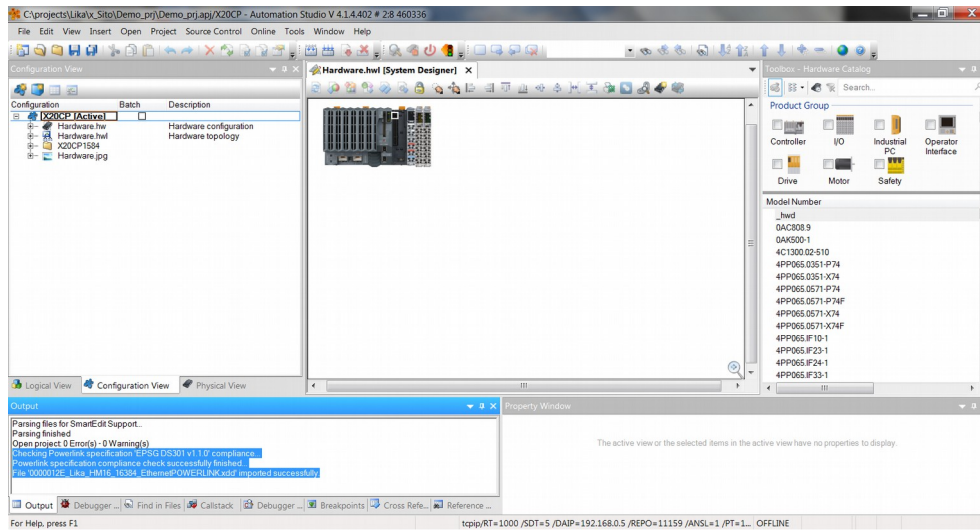 C:\projects\Lika\x_Sito\Demo_prj\Demo_prj.apj/X20CP - Automation Studio V 4.1.4.402 # 2:8 460336
File Edit View Insert Open Project Source Control Online Tools Window Help
Configuration View
Configuration Batch Description
X20CP [Active]
Hardware.hw Hardware configuration
Hardware.hwl Hardware topology
X20CP1584
Hardware.jpg
Logical View Configuration View Physical View
Hardware.hwl [System Designer] X
Toolbox - Hardware Catalog
Search...
Product Group
Controller I/O Industrial PC Operator Interface
Drive Motor Safety
Model Number
_hwd
0AC808.9
0AK500-1
4C1300.02-510
4PP065.0351-P74
4PP065.0351-X74
4PP065.0571-P74
4PP065.0571-P74F
4PP065.0571-X74
4PP065.0571-X74F
4PP065.IF10-1
4PP065.IF23-1
4PP065.IF24-1
4PP065.IF33-1
Output
Parsing files for SmartEdit Support...
Parsing finished
Open project: 0 Error(s) - 0 Warning(s)
Checking Powerlink specification 'EPSG DS301 v1.1.0' compliance...
Powerlink specification compliance check successfully finished...
File '0000012E_Lika_HM16_16384_EthernetPOWERLINK.xdd' imported successfully.
Output Debugger ... Find in Files Callstack Debugger ... Breakpoints Cross Refe... Reference ...
Property Window
The active view or the selected items in the active view have no properties to display.
For Help, press F1
tcpip/RT=1000 /SDT=5 /DAIP=192.168.0.5 /REPO=11159 /ANSL=1 /PT=1... OFFLINE